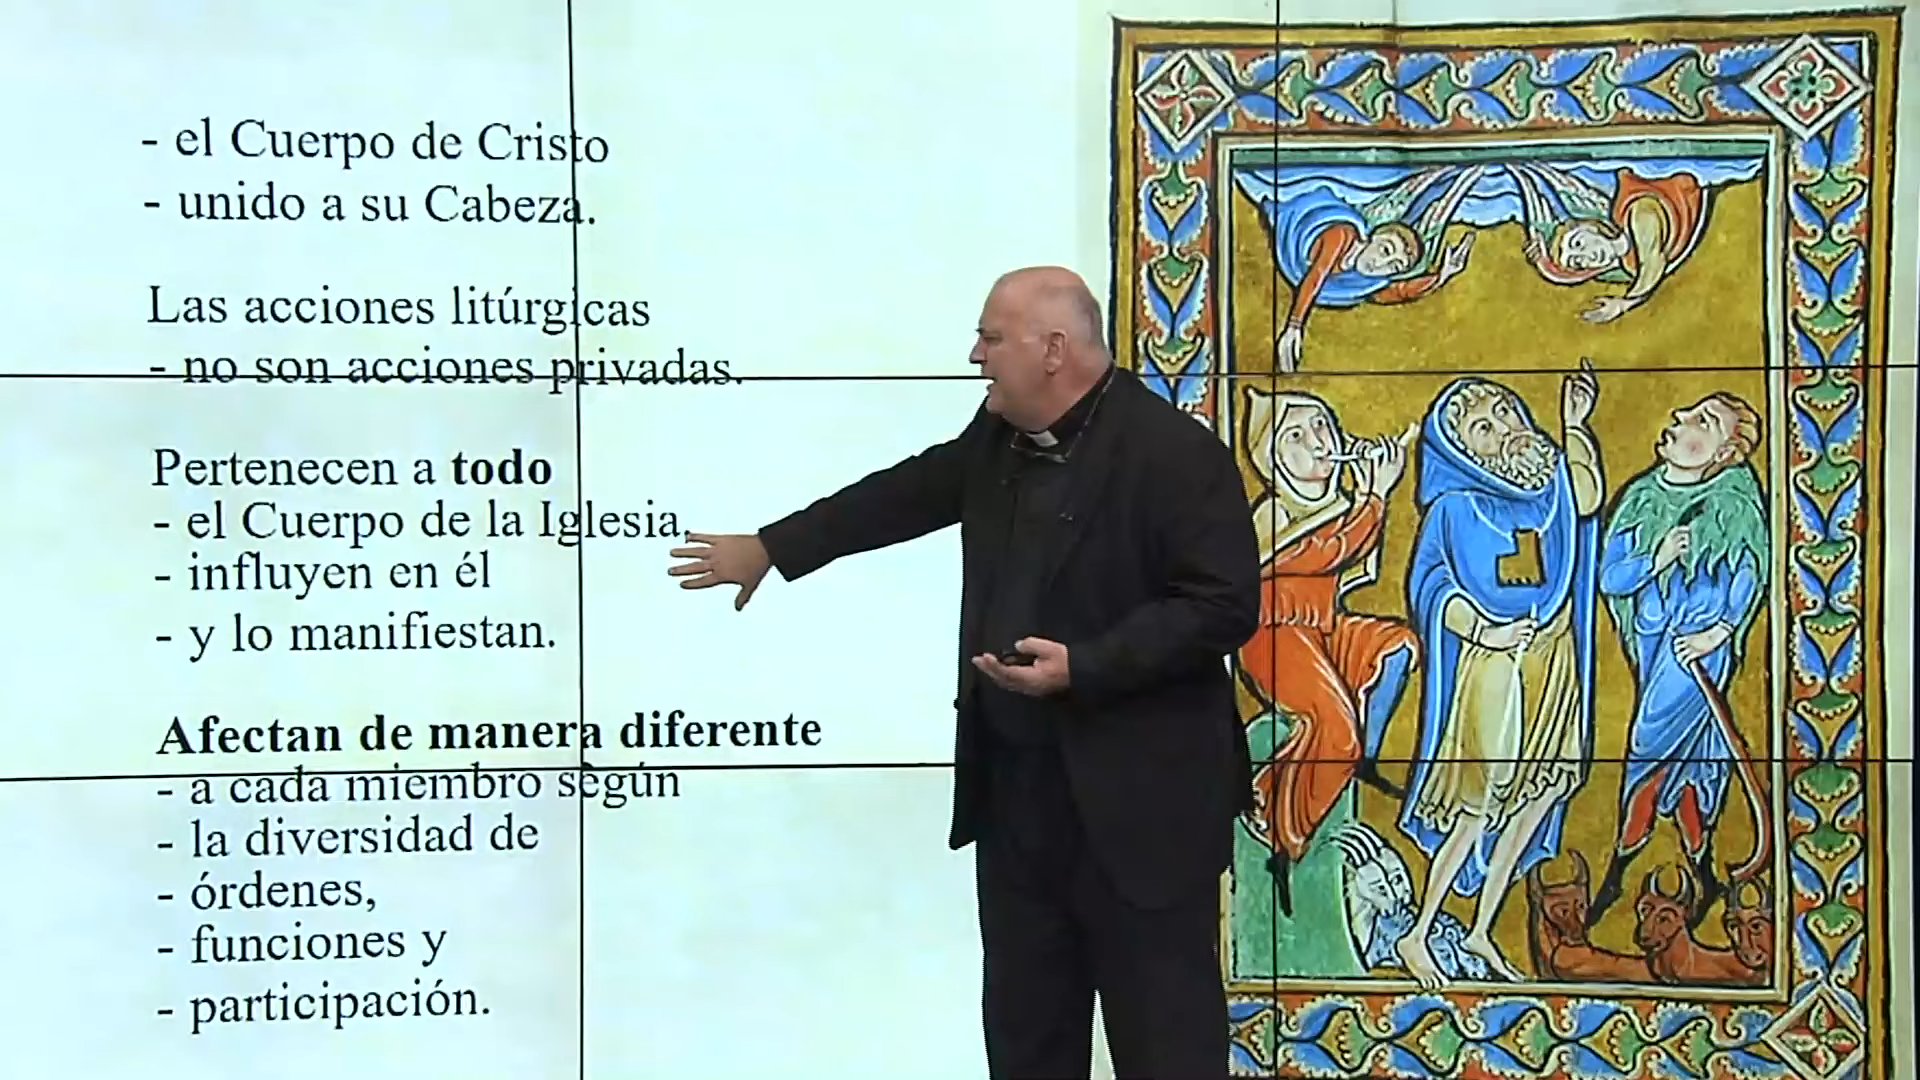 - el Cuerpo de Cristo
- unido a su Cabeza.
Las acciones litúrgicas
- no son acciones privadas.
Pertenecen a todo
- el Cuerpo de la Iglesia,
- influyen en él
- y lo manifiestan.
Afectan de manera diferente
- a cada miembro según
- la diversidad de
- órdenes,
- funciones y
- participación.